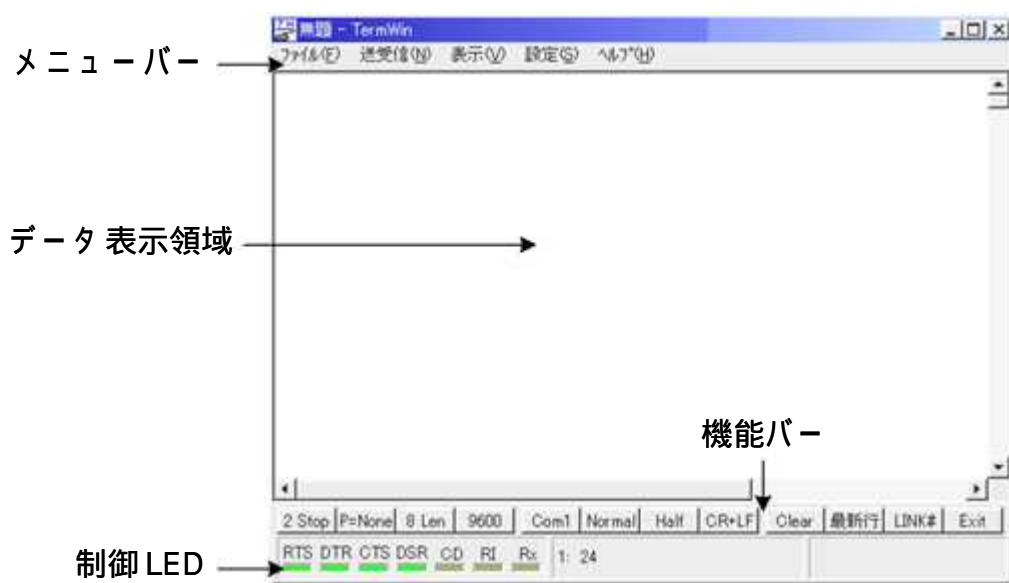 無題 - TermWin
メニューバー
ファイル(F) 送受信(N) 表示(V) 設定(S) ヘルプ(H)
データ表示領域
機能バー
2 Stop P=None 8 Len 9600 Com1 Normal Half CR+LF Clear 最新行 LINK# Exit
RTS DTR CTS DSR CD RI Rx 1: 24
制御 LED